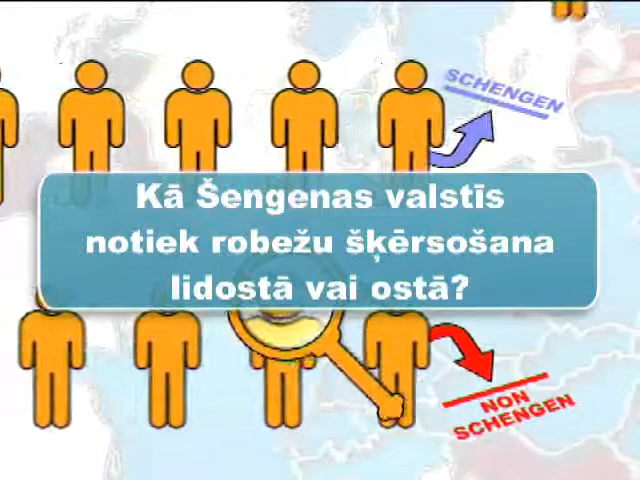 SCHENGEN
Kā Šengenas valstīs
notiek robežu šķērsošana
lidostā vai ostā?
NON
SCHENGEN